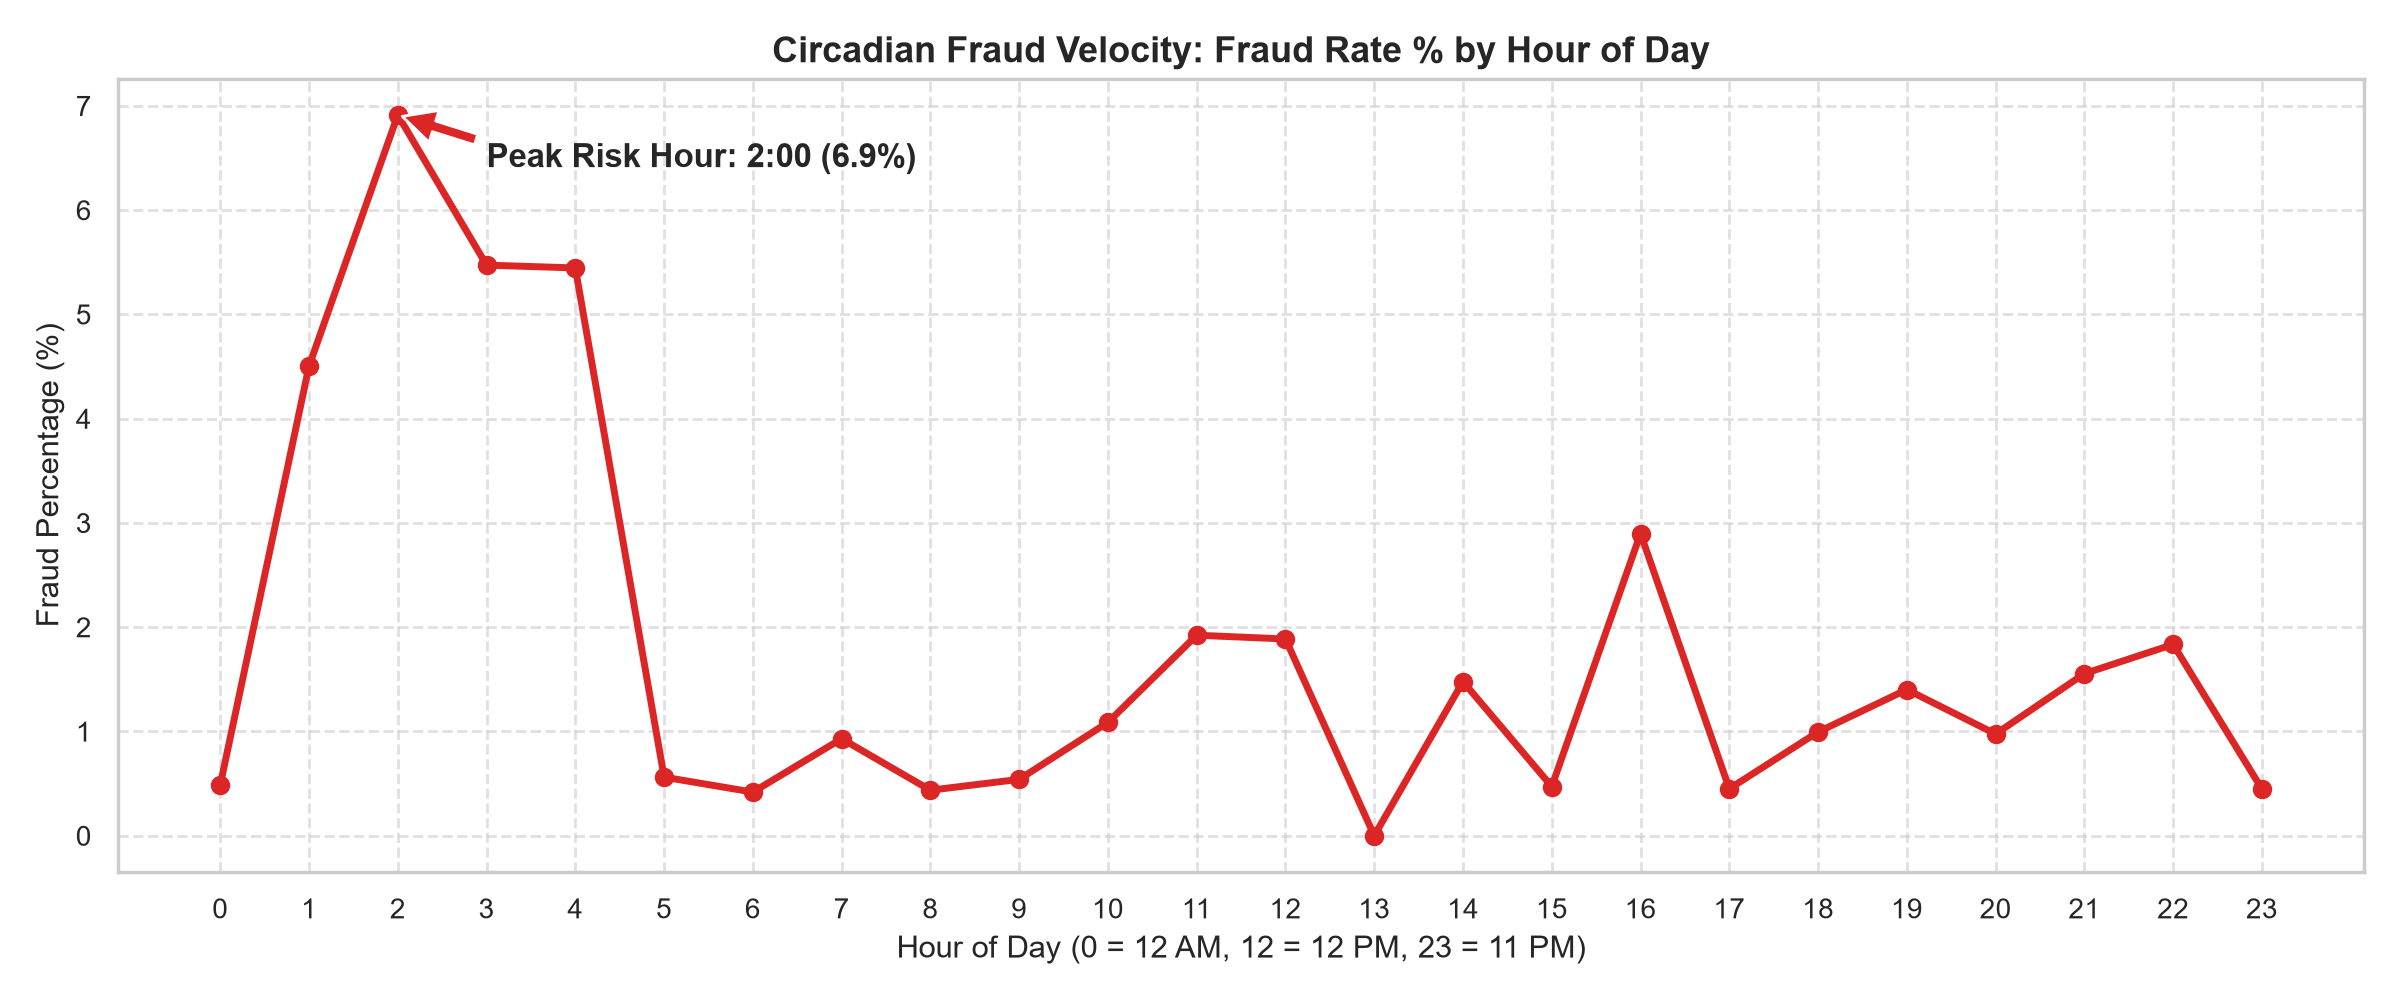 Circadian Fraud Velocity: Fraud Rate % by Hour of Day
Peak Risk Hour: 2:00 (6.9%)
Fraud Percentage (%)
7
6
5
4
3
2
1
0
0 1 2 3 4 5 6 7 8 9 10 11 12 13 14 15 16 17 18 19 20 21 22 23
Hour of Day (0 = 12 AM, 12 = 12 PM, 23 = 11 PM)